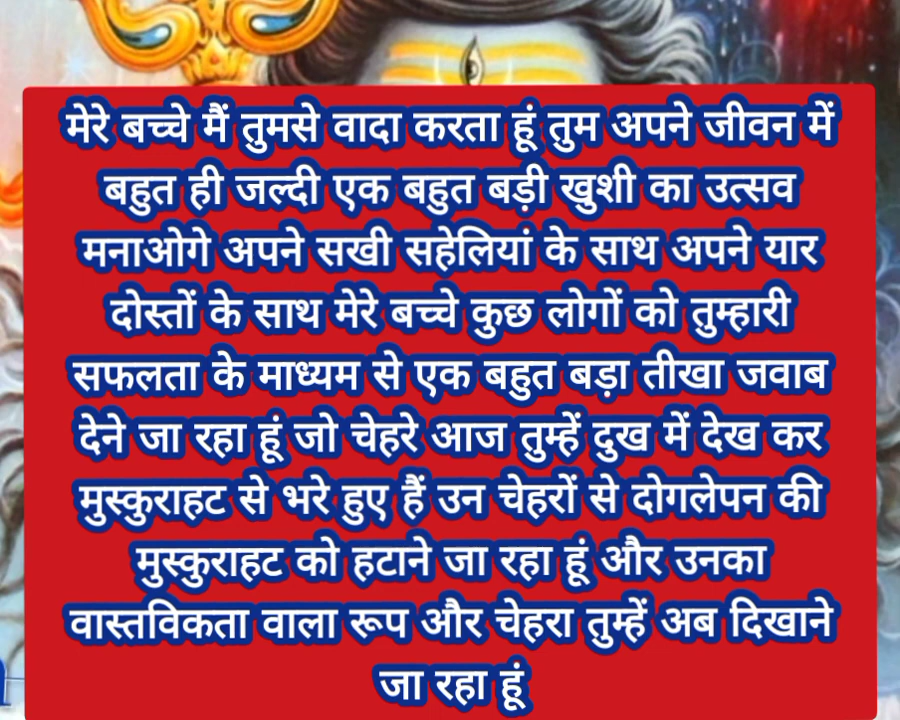 मेरे बच्चे मैं तुमसे वादा करता हूं तुम अपने जीवन में
बहुत ही जल्दी एक बहुत बड़ी खुशी का उत्सव
मनाओगे अपने सखी सहेलियां के साथ अपने यार
दोस्तों के साथ मेरे बच्चे कुछ लोगों को तुम्हारी
सफलता के माध्यम से एक बहुत बड़ा तीखा जवाब
देने जा रहा हूं जो चेहरे आज तुम्हें दुख में देख कर
मुस्कुराहट से भरे हुए हैं उन चेहरों से दोगलेपन की
मुस्कुराहट को हटाने जा रहा हूं और उनका
वास्तविकता वाला रूप और चेहरा तुम्हें अब दिखाने
जा रहा हूं